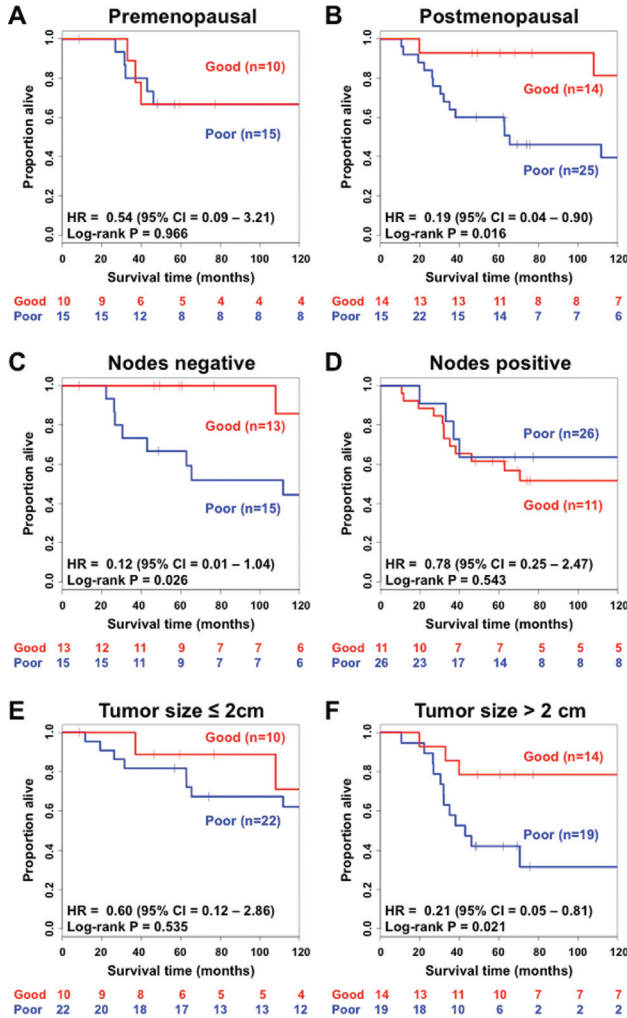 A Premenopausal
Proportion alive
1.0
0.8
0.6
0.4
0.2
0.0
Good (n=10)
Poor (n=15)
HR = 0.54 (95% CI = 0.09 – 3.21)
Log-rank P = 0.966
0 20 40 60 80 100 120
Survival time (months)
Good 10 9 6 5 4 4 4
Poor 15 15 12 8 8 8 8
B Postmenopausal
Proportion alive
1.0
0.8
0.6
0.4
0.2
0.0
Good (n=14)
Poor (n=25)
HR = 0.19 (95% CI = 0.04 – 0.90)
Log-rank P = 0.016
0 20 40 60 80 100 120
Survival time (months)
Good 14 13 13 11 8 8 7
Poor 15 22 15 14 7 7 6
C Nodes negative
Proportion alive
1.0
0.8
0.6
0.4
0.2
0.0
Good (n=13)
Poor (n=15)
HR = 0.12 (95% CI = 0.01 – 1.04)
Log-rank P = 0.026
0 20 40 60 80 100 120
Survival time (months)
Good 13 12 11 9 7 7 6
Poor 15 15 11 9 7 7 6
D Nodes positive
Proportion alive
1.0
0.8
0.6
0.4
0.2
0.0
Poor (n=26)
Good (n=11)
HR = 0.78 (95% CI = 0.25 – 2.47)
Log-rank P = 0.543
0 20 40 60 80 100 120
Survival time (months)
Good 11 10 7 7 5 5 5
Poor 26 23 17 14 8 8 8
E Tumor size ≤ 2cm
Proportion alive
1.0
0.8
0.6
0.4
0.2
0.0
Good (n=10)
Poor (n=22)
HR = 0.60 (95% CI = 0.12 – 2.86)
Log-rank P = 0.535
0 20 40 60 80 100 120
Survival time (months)
Good 10 9 8 6 5 5 4
Poor 22 20 18 17 13 13 12
F Tumor size > 2 cm
Proportion alive
1.0
0.8
0.6
0.4
0.2
0.0
Good (n=14)
Poor (n=19)
HR = 0.21 (95% CI = 0.05 – 0.81)
Log-rank P = 0.021
0 20 40 60 80 100 120
Survival time (months)
Good 14 13 11 10 7 7 7
Poor 19 18 10 6 2 2 2